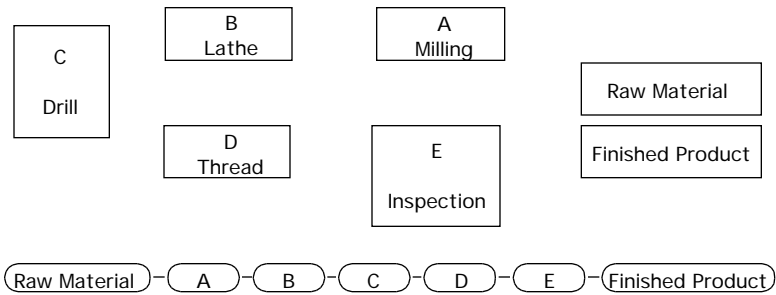 B
Lathe
A
Milling
C
Drill
Raw Material
D
Thread
E
Inspection
Finished Product
Raw Material A B C D E Finished Product